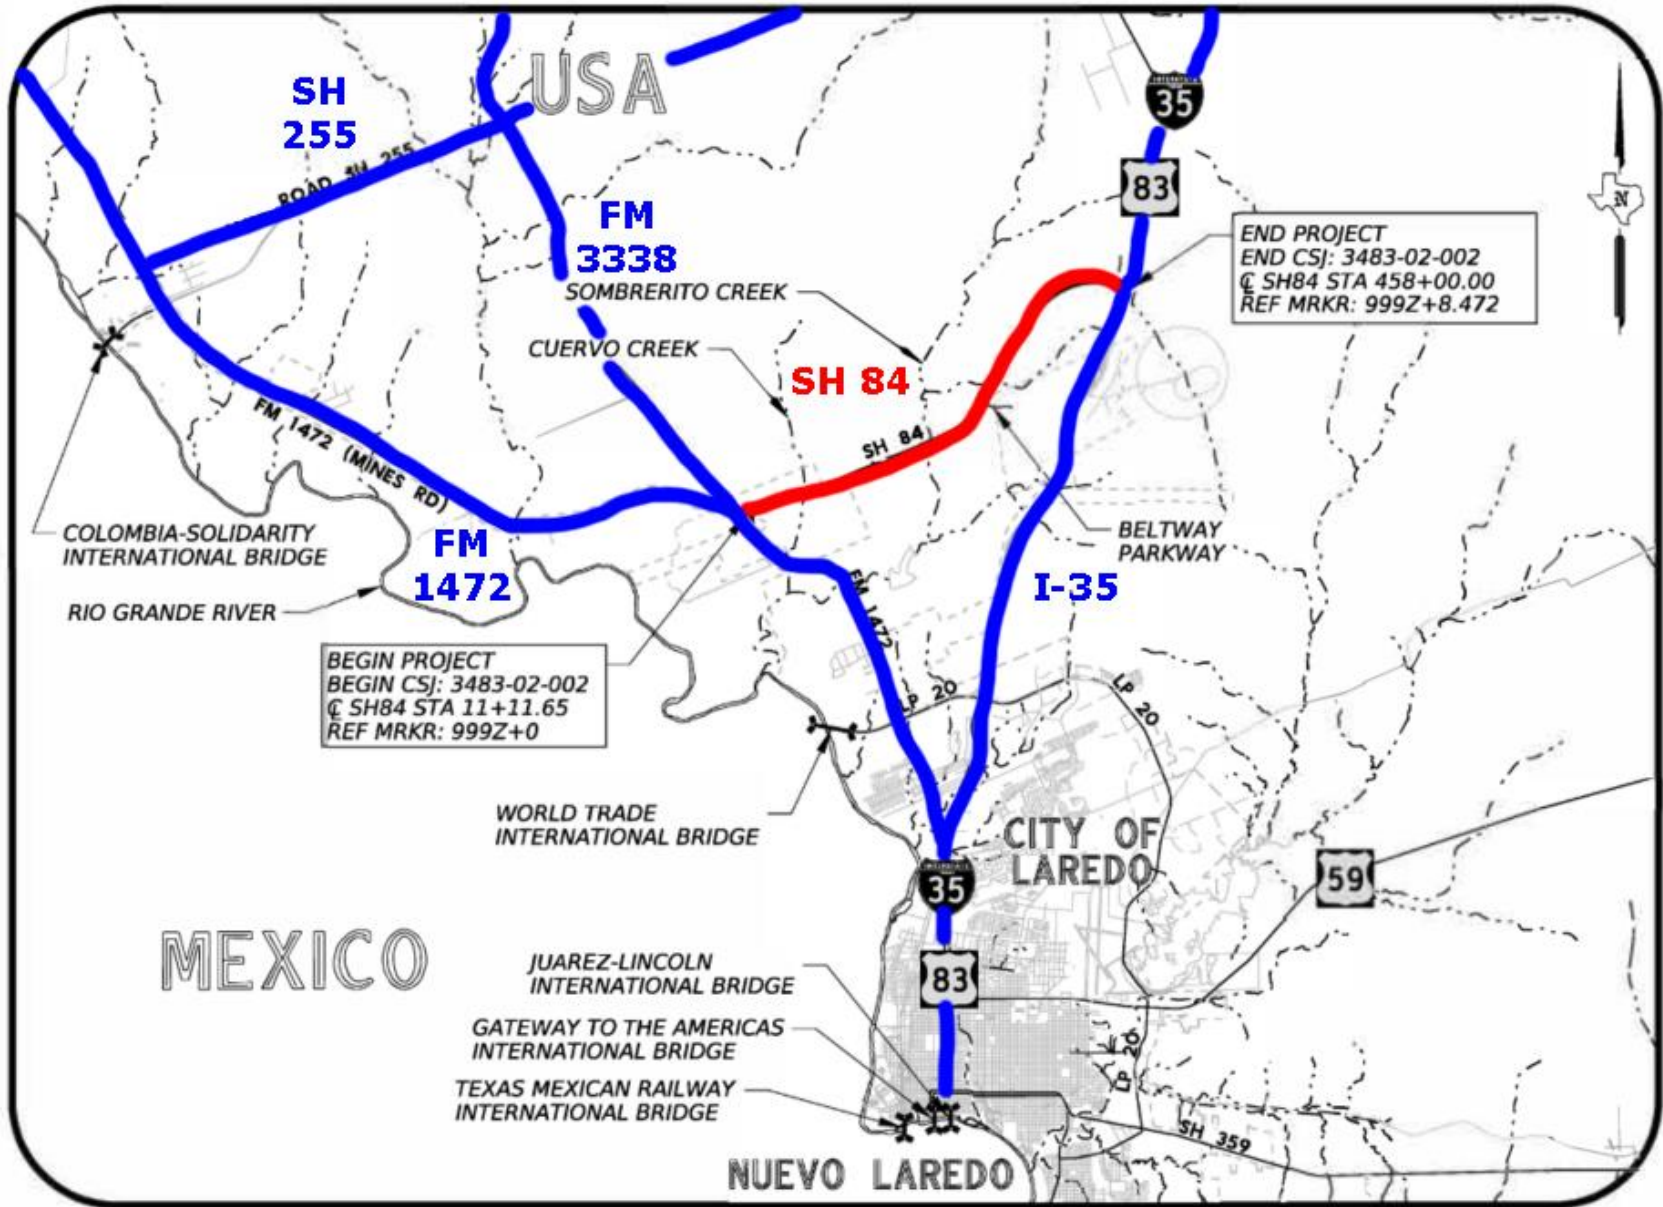 USA
SH
255
ROAD SH 255
FM
3338
35
83
N
END PROJECT
END CSJ: 3483-02-002
℄ SH84 STA 458+00.00
REF MRKR: 999Z+8.472
SOMBRERITO CREEK
CUERVO CREEK
SH 84
SH 84
FM 1472 (MINES RD)
COLOMBIA-SOLIDARITY
INTERNATIONAL BRIDGE
FM
1472
BELTWAY
PARKWAY
I-35
FM 1472
RIO GRANDE RIVER
BEGIN PROJECT
BEGIN CSJ: 3483-02-002
℄ SH84 STA 11+11.65
REF MRKR: 999Z+0
20
LP 20
WORLD TRADE
INTERNATIONAL BRIDGE
CITY OF
LAREDO
35
59
MEXICO
83
JUAREZ-LINCOLN
INTERNATIONAL BRIDGE
GATEWAY TO THE AMERICAS
INTERNATIONAL BRIDGE
LP 20
TEXAS MEXICAN RAILWAY
INTERNATIONAL BRIDGE
SH 359
NUEVO LAREDO